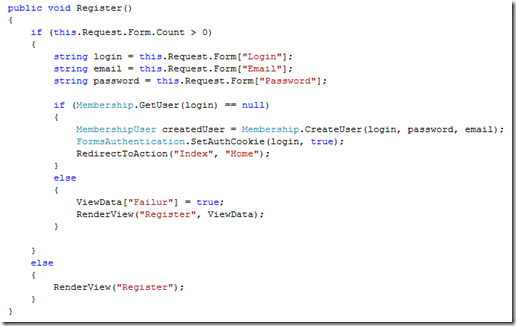 public void Register()
{
    if (this.Request.Form.Count > 0)
    {
        string login = this.Request.Form["Login"];
        string email = this.Request.Form["Email"];
        string password = this.Request.Form["Password"];

        if (Membership.GetUser(login) == null)
        {
            MembershipUser createdUser = Membership.CreateUser(login, password, email);
            FormsAuthentication.SetAuthCookie(login, true);
            RedirectToAction("Index", "Home");
        }
        else
        {
            ViewData["Failur"] = true;
            RenderView("Register", ViewData);
        }

    }
    else
    {
        RenderView("Register");
    }
}